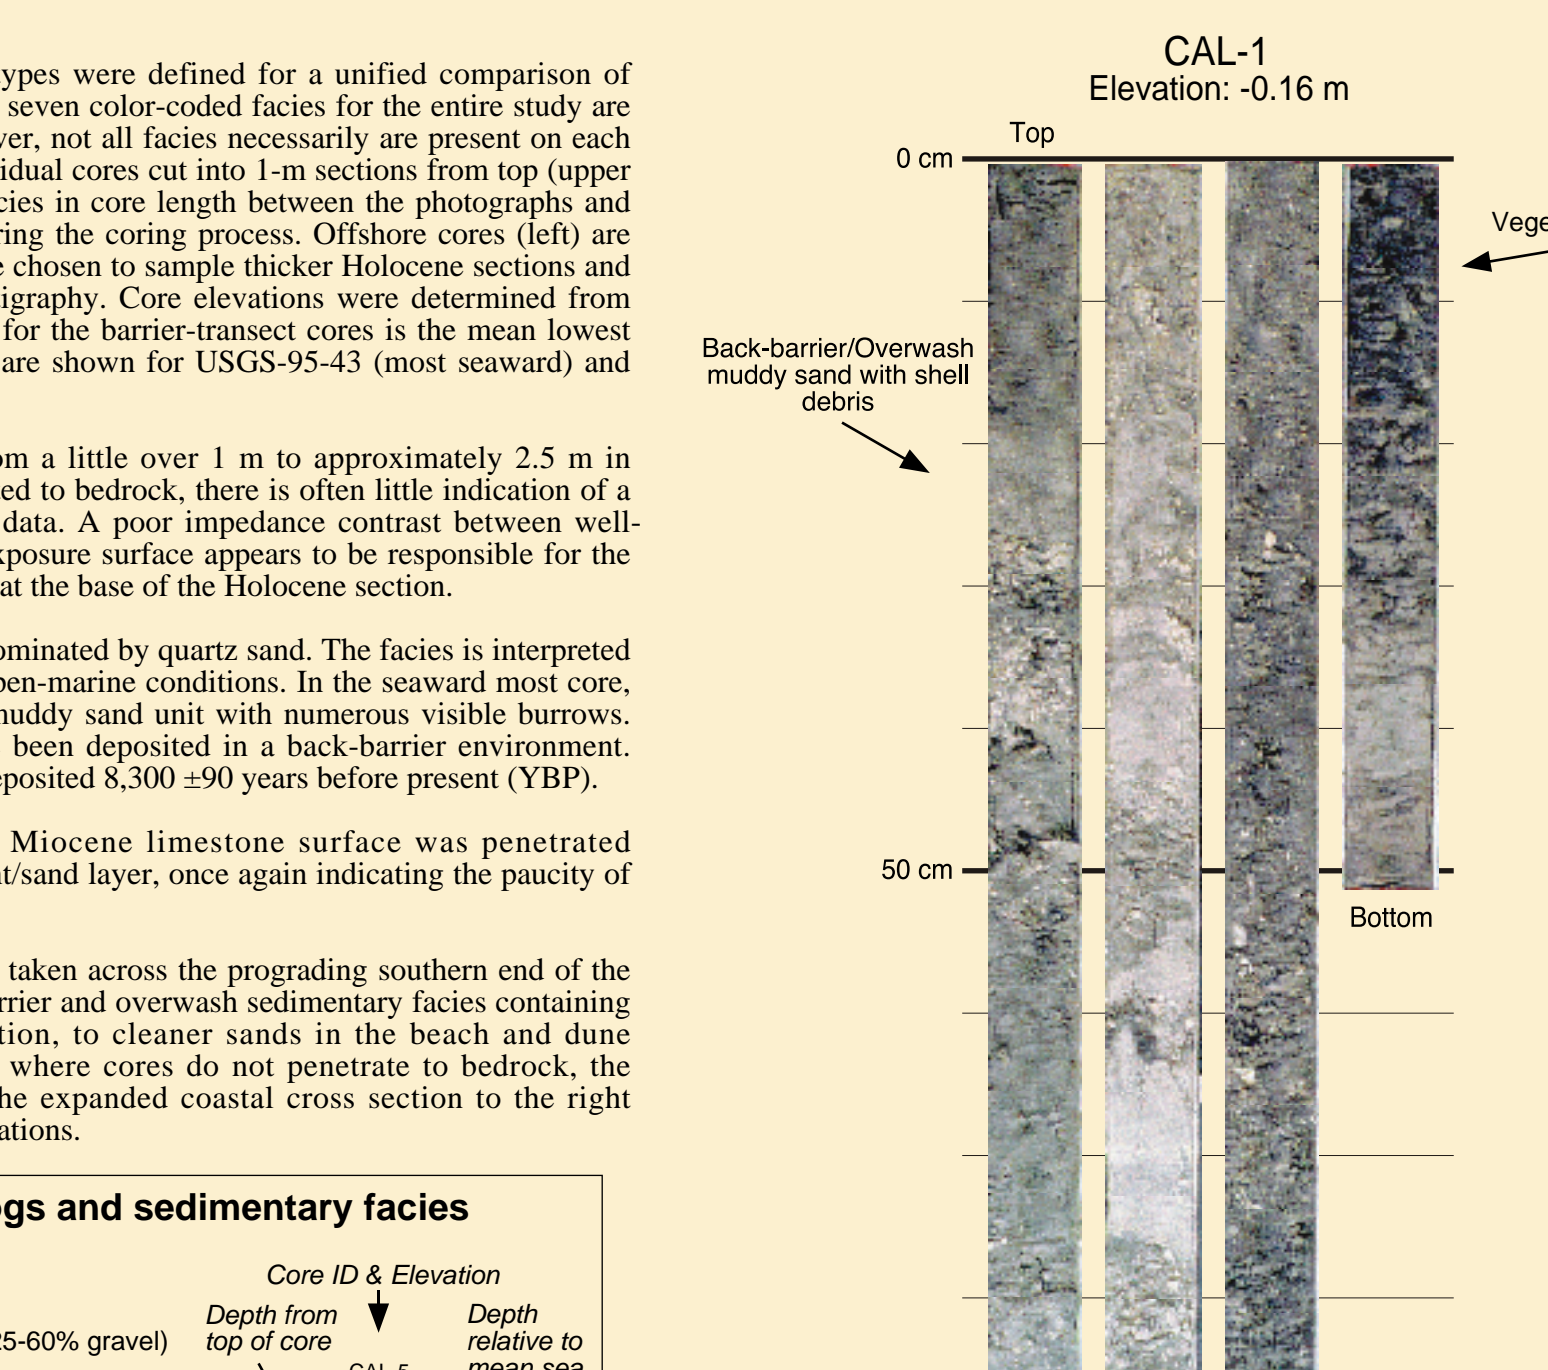 ypes were defined for a unified comparison of
seven color-coded facies for the entire study are
ver, not all facies necessarily are present on each
idual cores cut into 1-m sections from top (upper
cies in core length between the photographs and
ring the coring process. Offshore cores (left) are
e chosen to sample thicker Holocene sections and
tigraphy. Core elevations were determined from
for the barrier-transect cores is the mean lowest
are shown for USGS-95-43 (most seaward) and
om a little over 1 m to approximately 2.5 m in
ted to bedrock, there is often little indication of a
data. A poor impedance contrast between well-
xposure surface appears to be responsible for the
at the base of the Holocene section.
ominated by quartz sand. The facies is interpreted
pen-marine conditions. In the seaward most core,
muddy sand unit with numerous visible burrows.
been deposited in a back-barrier environment.
eposited 8,300 ±90 years before present (YBP).
Miocene limestone surface was penetrated
nt/sand layer, once again indicating the paucity of
taken across the prograding southern end of the
rrier and overwash sedimentary facies containing
tion, to cleaner sands in the beach and dune
where cores do not penetrate to bedrock, the
he expanded coastal cross section to the right
ations.
ogs and sedimentary facies
Core ID & Elevation
Depth from
top of core
Depth
relative to
mean sea
25-60% gravel)
CAL-5
CAL-1
Elevation: -0.16 m
Top
0 cm
Vege
Back-barrier/Overwash
muddy sand with shell
debris
50 cm
Bottom